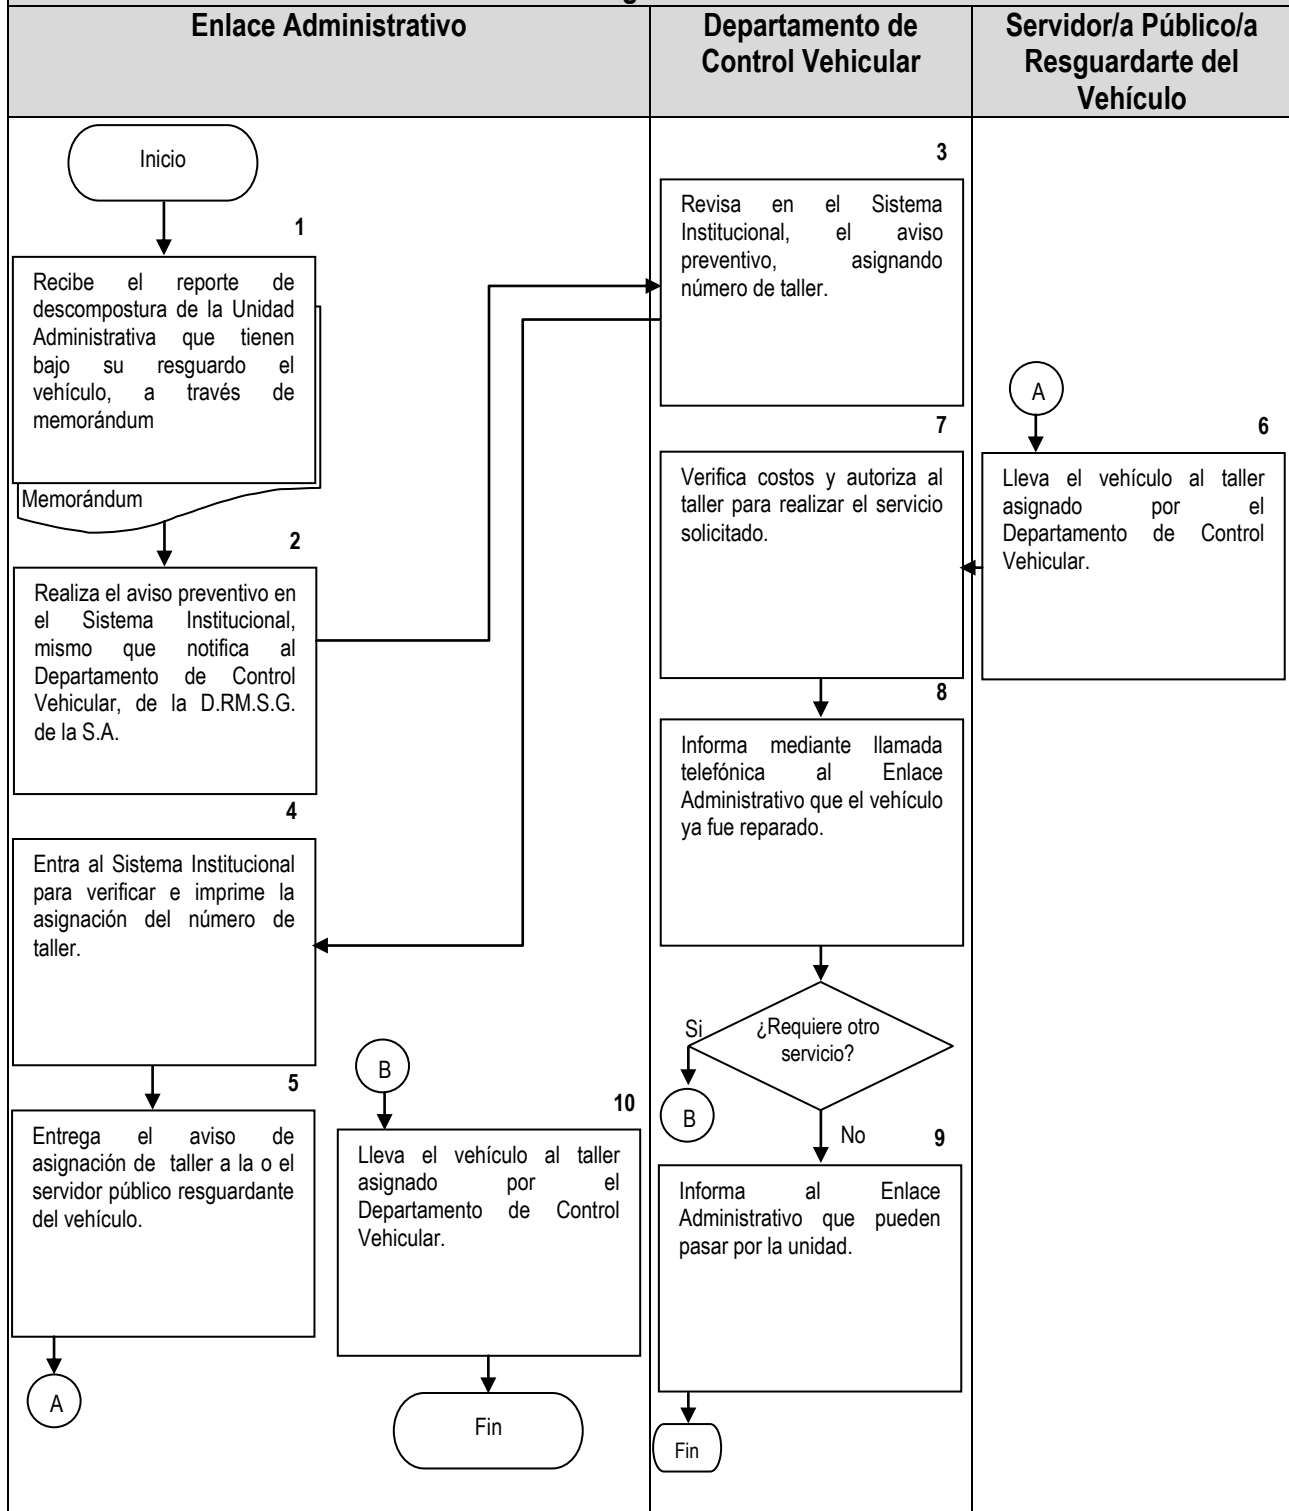 Enlace Administrativo
Departamento de
Control Vehicular
Servidor/a Público/a
Resguardarte del
Vehículo
Inicio
1
Recibe el reporte de
descompostura de la Unidad
Administrativa que tienen
bajo su resguardo el
vehículo, a través de
memorándum
Memorándum
2
Realiza el aviso preventivo en
el Sistema Institucional,
mismo que notifica al
Departamento de Control
Vehicular, de la D.RM.S.G.
de la S.A.
3
Revisa en el Sistema
Institucional, el aviso
preventivo, asignando
número de taller.
4
Entra al Sistema Institucional
para verificar e imprime la
asignación del número de
taller.
5
Entrega el aviso de
asignación de taller a la o el
servidor público resguardante
del vehículo.
A
A
6
Lleva el vehículo al taller
asignado por el
Departamento de Control
Vehicular.
7
Verifica costos y autoriza al
taller para realizar el servicio
solicitado.
8
Informa mediante llamada
telefónica al Enlace
Administrativo que el vehículo
ya fue reparado.
¿Requiere otro
servicio?
Si
B
No
9
Informa al Enlace
Administrativo que pueden
pasar por la unidad.
Fin
B
10
Lleva el vehículo al taller
asignado por el
Departamento de Control
Vehicular.
Fin